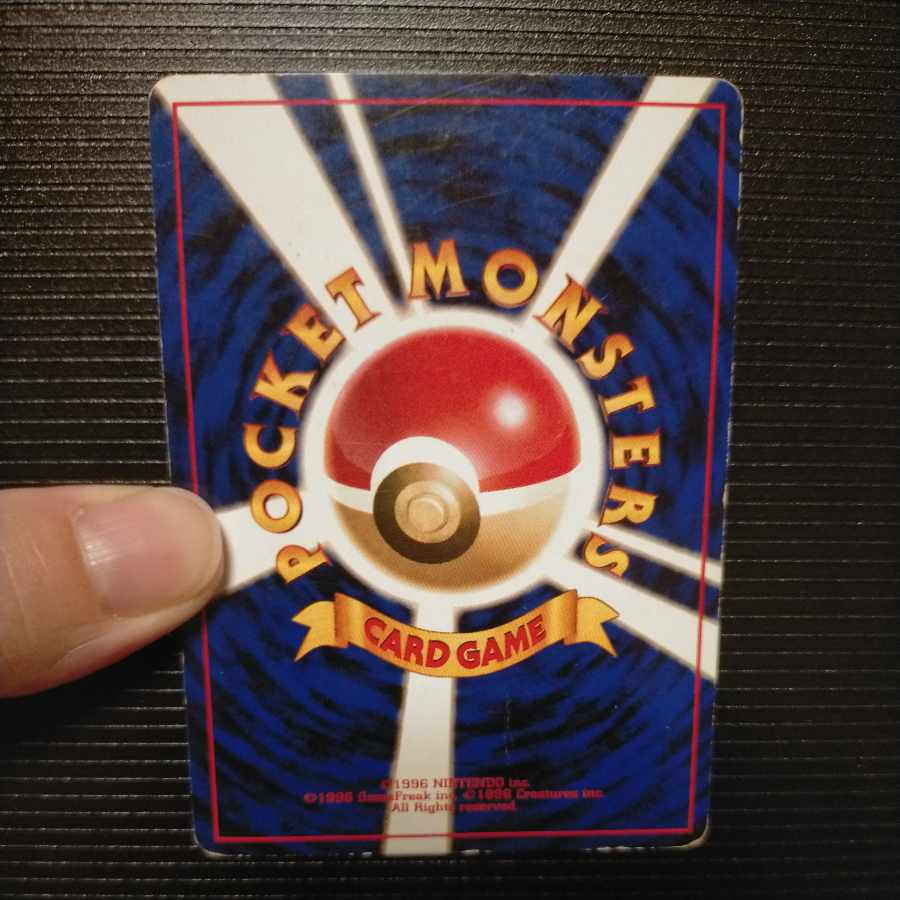 POCKET MONSTERS
CARD GAME
©1996 NINTENDO inc.
©1996 GameFreak inc. ©1996 Creatures inc.
All Rights reserved.